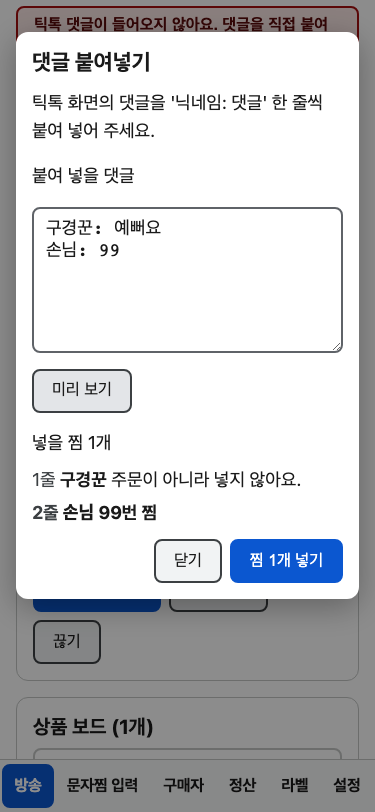 틱톡 댓글이 들어오지 않아요. 댓글을 직접 붙여
댓글 붙여넣기
틱톡 화면의 댓글을 '닉네임: 댓글' 한 줄씩
붙여 넣어 주세요.
붙여 넣을 댓글
구경꾼: 예뻐요
손님: 99
미리 보기
넣을 찜 1개
1줄 구경꾼 주문이 아니라 넣지 않아요.
2줄 손님 99번 찜
닫기 찜 1개 넣기
끊기
상품 보드 (1개)
방송 문자찜 입력 구매자 정산 라벨 설정